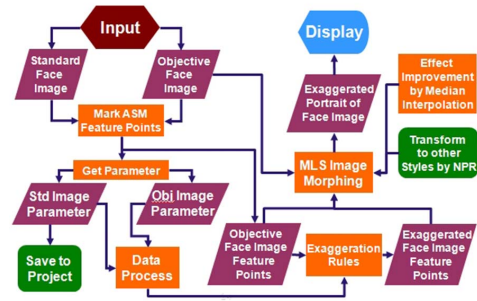 Input
Display
Standard
Face
Image
Objective
Face
Image
Exaggerated
Portrait of
Face Image
Effect
Improvement
by Median
Interpolation
Mark ASM
Feature Points
Transform
to other
Styles by NPR
Get Parameter
MLS Image
Morphing
Std Image
Parameter
Obj Image
Parameter
Objective
Face Image
Feature
Points
Exaggeration
Rules
Exaggerated
Face Image
Feature
Points
Save to
Project
Data
Process